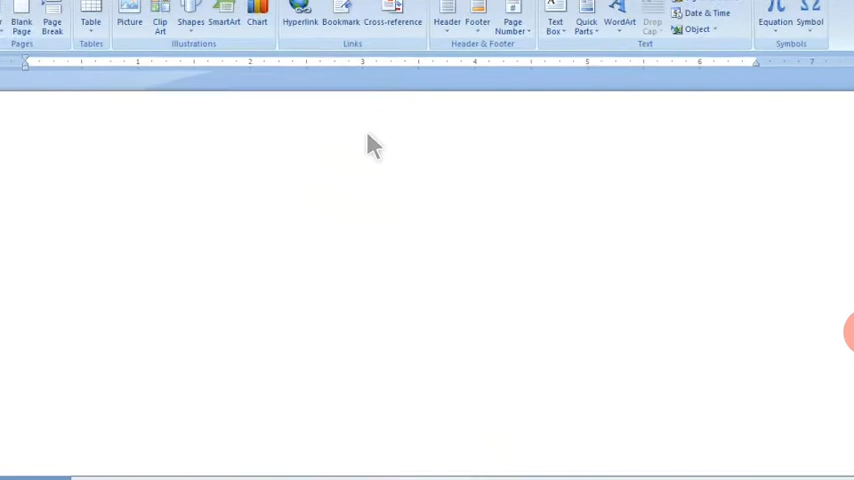 Blank Page Page Break Table Picture Clip Art Shapes SmartArt Chart Hyperlink Bookmark Cross-reference Header Footer Page Number Text Box Quick Parts WordArt Drop Cap Date & Time Object Equation Symbol
Pages Tables Illustrations Links Header & Footer Text Symbols
1 2 3 4 5 6 7